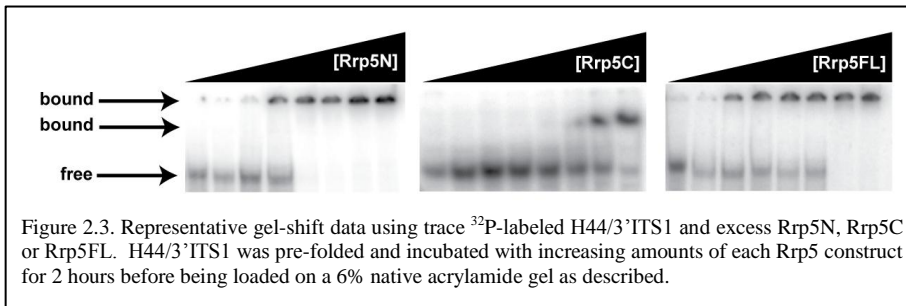 [Rrp5N] [Rrp5C] [Rrp5FL]
bound
bound
free
Figure 2.3. Representative gel-shift data using trace ³²P-labeled H44/3’ITS1 and excess Rrp5N, Rrp5C
or Rrp5FL. H44/3’ITS1 was pre-folded and incubated with increasing amounts of each Rrp5 construct
for 2 hours before being loaded on a 6% native acrylamide gel as described.